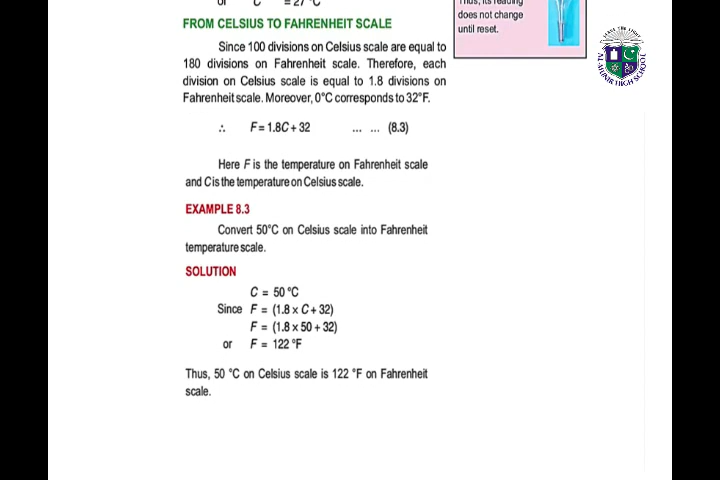 or C = 27 °C
FROM CELSIUS TO FAHRENHEIT SCALE
Since 100 divisions on Celsius scale are equal to
180 divisions on Fahrenheit scale. Therefore, each
division on Celsius scale is equal to 1.8 divisions on
Fahrenheit scale. Moreover, 0°C corresponds to 32°F.
∴ F = 1.8C + 32 ... ... (8.3)
Here F is the temperature on Fahrenheit scale
and C is the temperature on Celsius scale.
EXAMPLE 8.3
Convert 50°C on Celsius scale into Fahrenheit
temperature scale.
SOLUTION
C = 50 °C
Since F = (1.8 x C + 32)
F = (1.8 x 50 + 32)
or F = 122 °F
Thus, 50 °C on Celsius scale is 122 °F on Fahrenheit
scale.
Thus, its reading
does not change
until reset.
HIGH SCHOOL